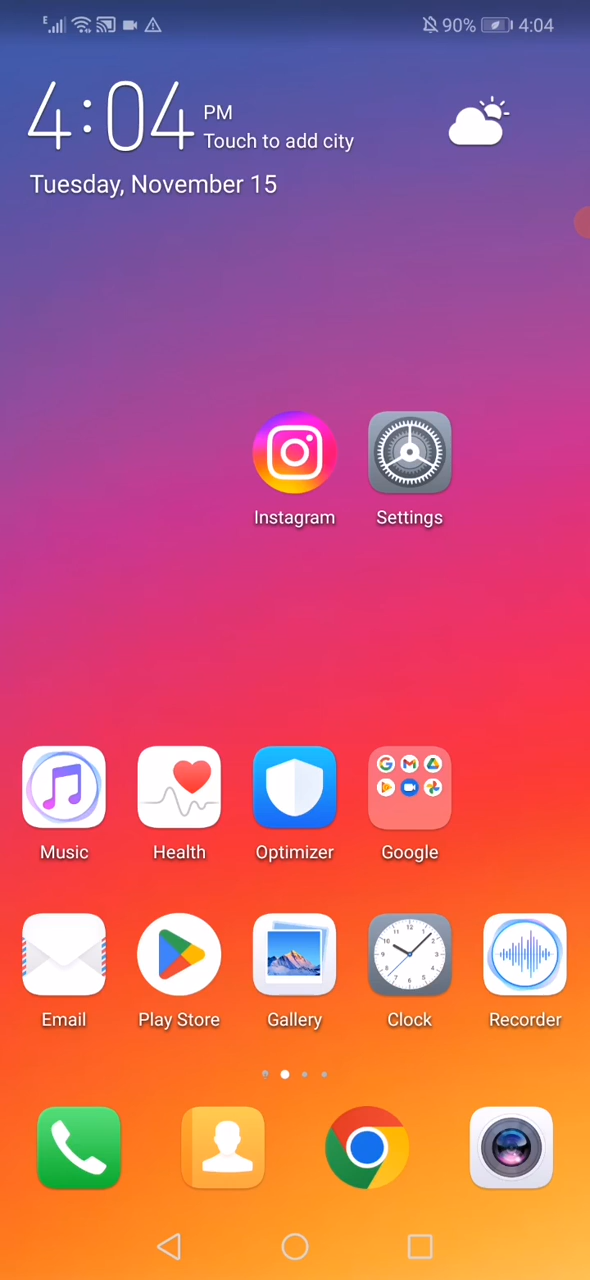 E 90% 4:04
4:04 PM
Touch to add city
Tuesday, November 15
Instagram Settings
Music Health Optimizer Google
Email Play Store Gallery Clock Recorder